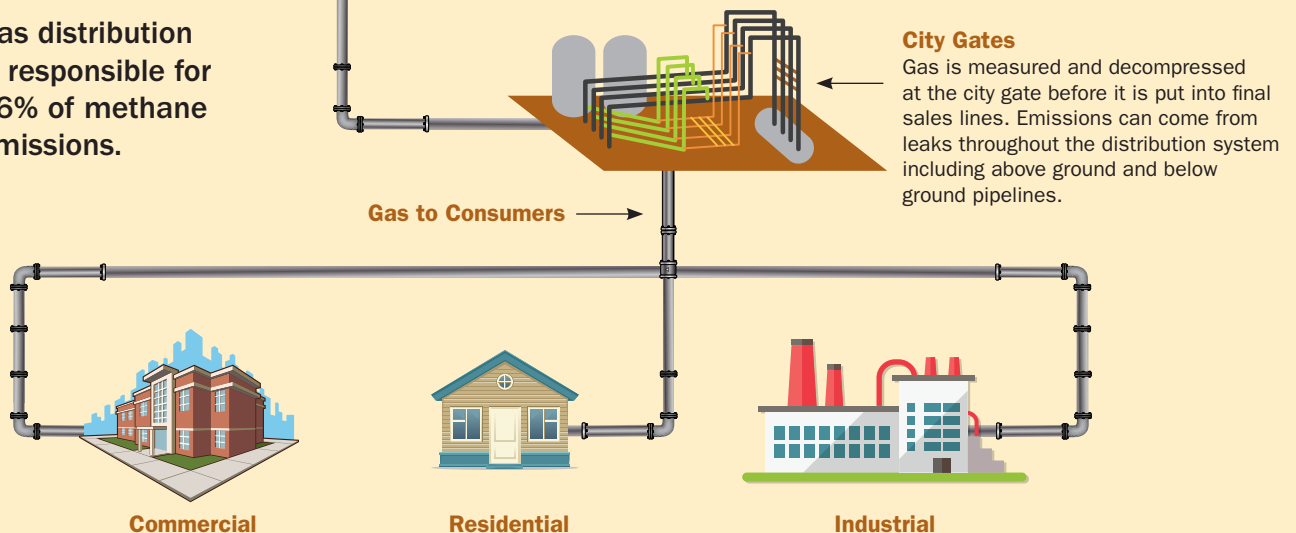 as distribution
responsible for
6% of methane
missions.
City Gates
Gas is measured and decompressed
at the city gate before it is put into final
sales lines. Emissions can come from
leaks throughout the distribution system
including above ground and below
ground pipelines.
Gas to Consumers
Commercial
Residential
Industrial